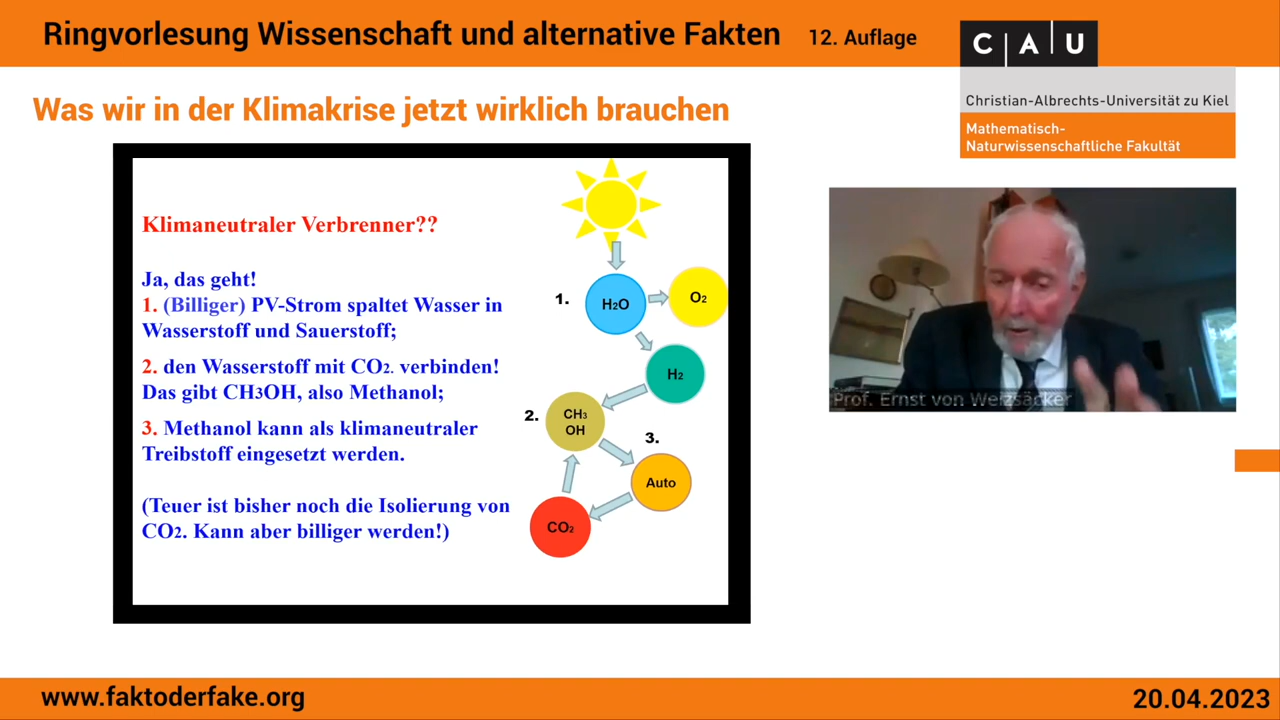 Ringvorlesung Wissenschaft und alternative Fakten 12. Auflage
C A U
Christian-Albrechts-Universität zu Kiel
Mathematisch-
Naturwissenschaftliche Fakultät
Was wir in der Klimakrise jetzt wirklich brauchen
Klimaneutraler Verbrenner??
Ja, das geht!
1. (Billiger) PV-Strom spaltet Wasser in
Wasserstoff und Sauerstoff;
2. den Wasserstoff mit CO2. verbinden!
Das gibt CH3OH, also Methanol;
3. Methanol kann als klimaneutraler
Treibstoff eingesetzt werden.
(Teuer ist bisher noch die Isolierung von
CO2. Kann aber billiger werden!)
1.
H2O
O2
H2
2.
CH3
OH
3.
Auto
CO2
Prof. Ernst von Weizsäcker
www.faktoderfake.org
20.04.2023